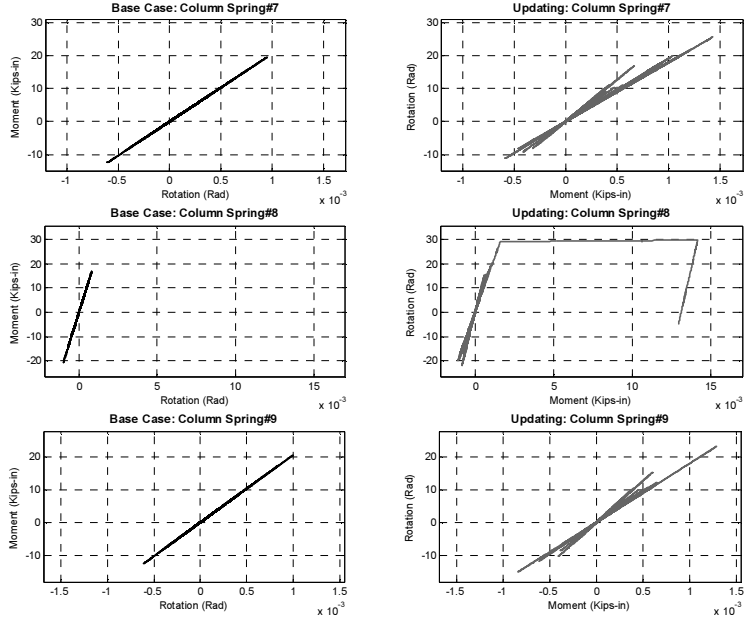 Base Case: Column Spring#7
Moment (Kips-in)
30
20
10
0
-10
-1 -0.5 0 0.5 1 1.5
Rotation (Rad)
x 10^-3
Updating: Column Spring#7
Rotation (Rad)
30
20
10
0
-10
-1 -0.5 0 0.5 1 1.5
Moment (Kips-in)
x 10^-3
Base Case: Column Spring#8
Moment (Kips-in)
30
20
10
0
-10
-20
0 5 10 15
Rotation (Rad)
x 10^-3
Updating: Column Spring#8
Rotation (Rad)
30
20
10
0
-10
-20
0 5 10 15
Moment (Kips-in)
x 10^-3
Base Case: Column Spring#9
Moment (Kips-in)
20
10
0
-10
-1.5 -1 -0.5 0 0.5 1 1.5
Rotation (Rad)
x 10^-3
Updating: Column Spring#9
Rotation (Rad)
20
10
0
-10
-1.5 -1 -0.5 0 0.5 1 1.5
Moment (Kips-in)
x 10^-3